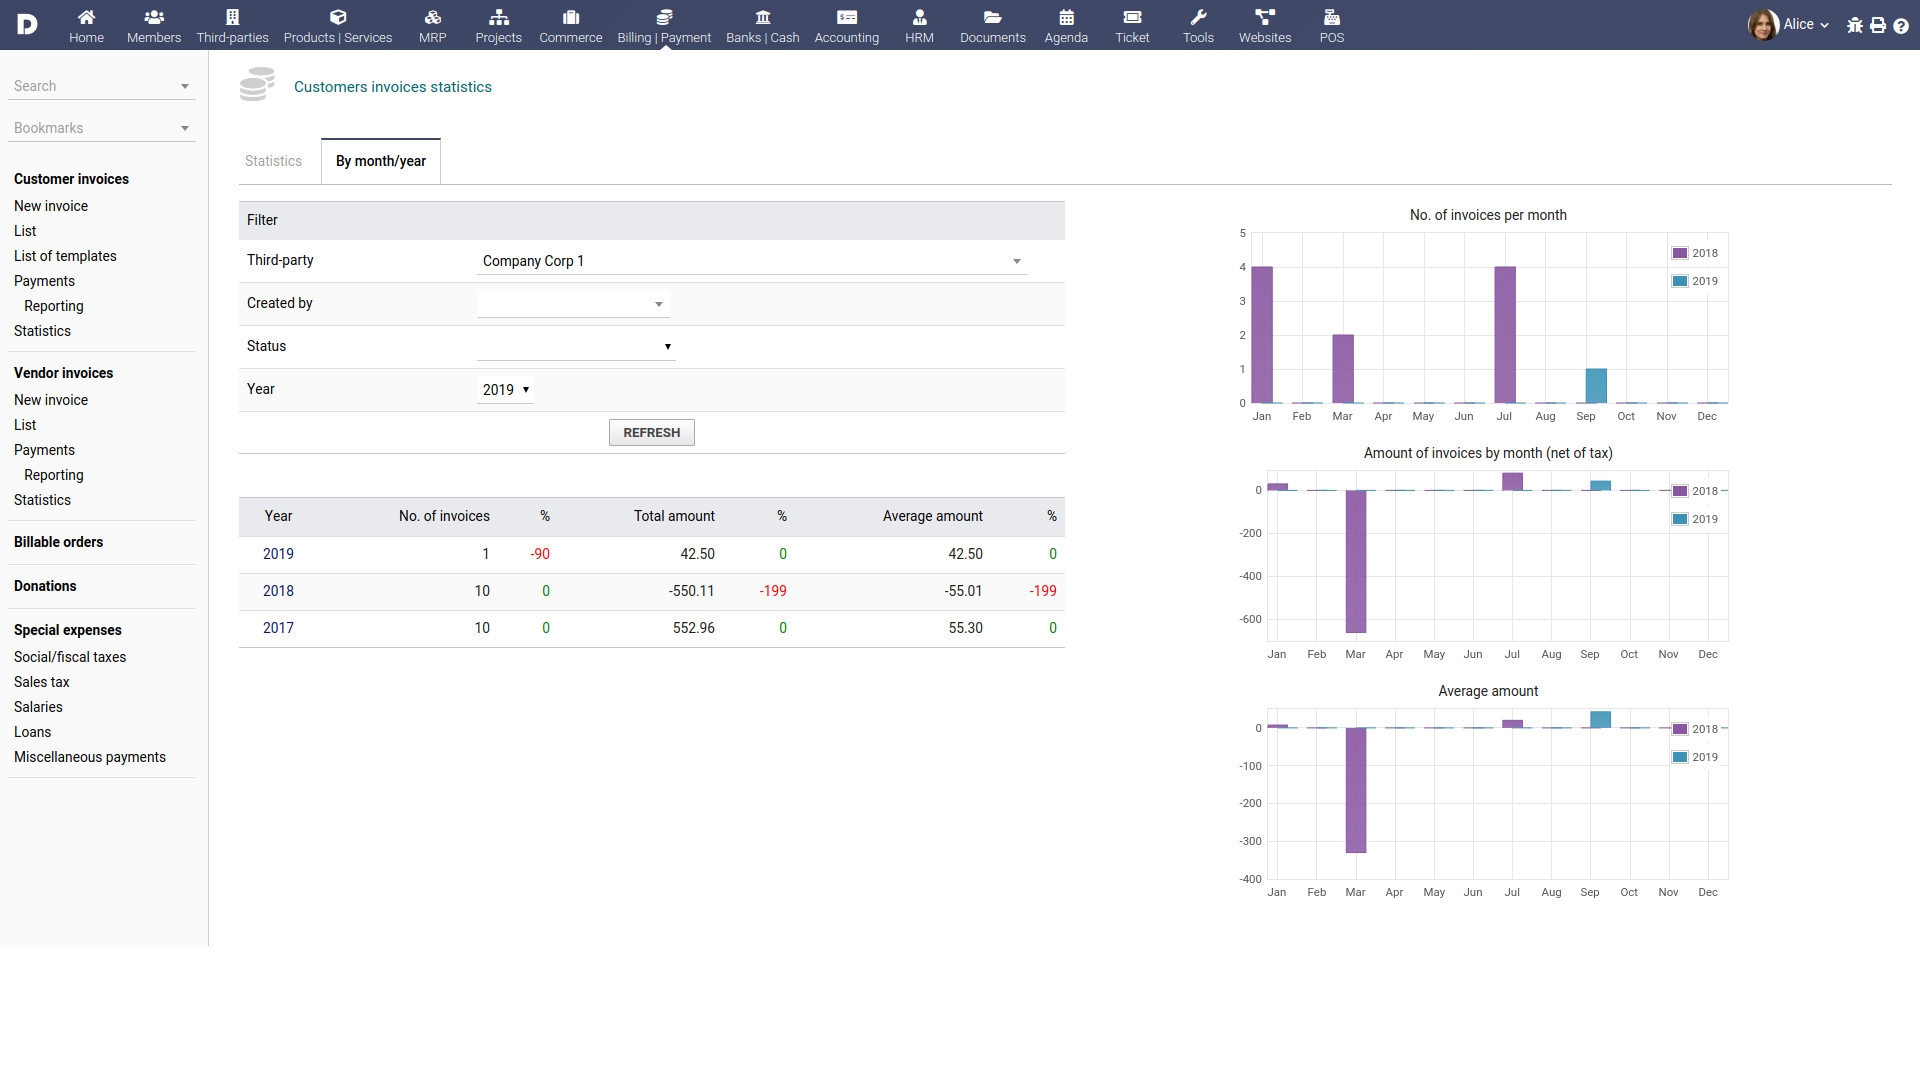 D Home Members Third-parties Products | Services MRP Projects Commerce Billing | Payment Banks | Cash Accounting HRM Documents Agenda Ticket Tools Websites POS Alice
Search
Bookmarks
Customer invoices
New invoice
List
List of templates
Payments
Reporting
Statistics
Vendor invoices
New invoice
List
Payments
Reporting
Statistics
Billable orders
Donations
Special expenses
Social/fiscal taxes
Sales tax
Salaries
Loans
Miscellaneous payments
Customers invoices statistics
Statistics By month/year
Filter
Third-party Company Corp 1
Created by
Status
Year 2019
REFRESH
Year No. of invoices % Total amount % Average amount %
2019 1 -90 42.50 0 42.50 0
2018 10 0 -550.11 -199 -55.01 -199
2017 10 0 552.96 0 55.30 0
No. of invoices per month
5
4
3
2
1
0
2018
2019
Jan Feb Mar Apr May Jun Jul Aug Sep Oct Nov Dec
Amount of invoices by month (net of tax)
0
-200
-400
-600
2018
2019
Jan Feb Mar Apr May Jun Jul Aug Sep Oct Nov Dec
Average amount
0
-100
-200
-300
-400
2018
2019
Jan Feb Mar Apr May Jun Jul Aug Sep Oct Nov Dec